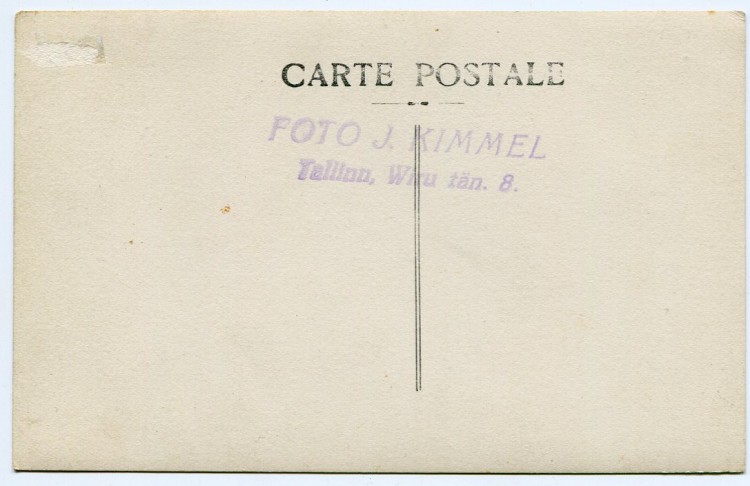 CARTE POSTALE
FOTO J. KIMMEL
Tallinn, Wiru tän. 8.